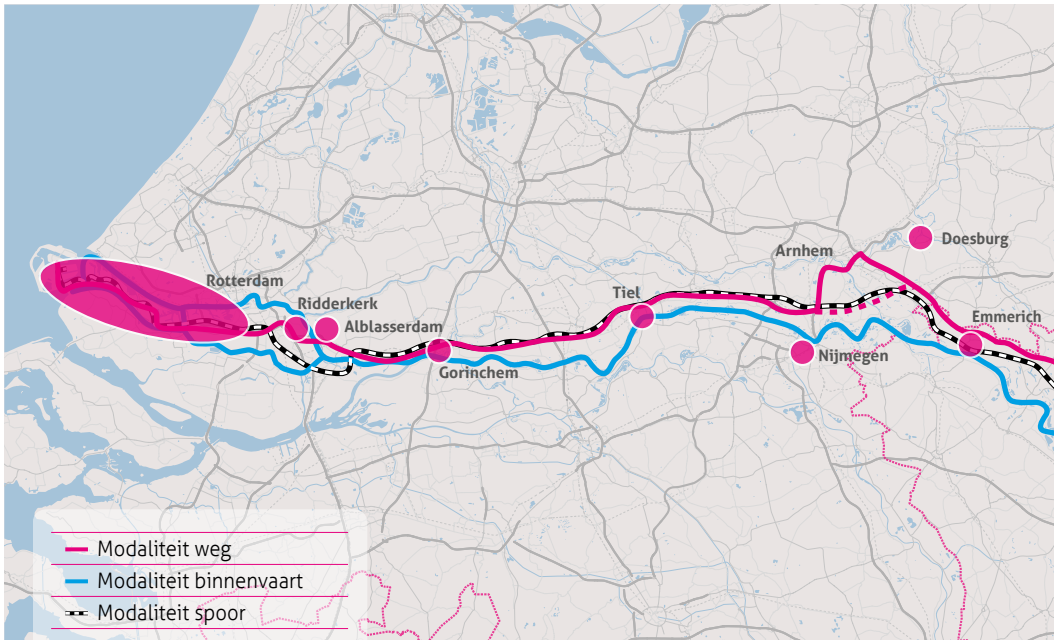 Doesburg
Arnhem
Rotterdam
Tiel
Ridderkerk
Emmerich
Alblasserdam
Nijmegen
Gorinchem
Modaliteit weg
Modaliteit binnenvaart
Modaliteit spoor